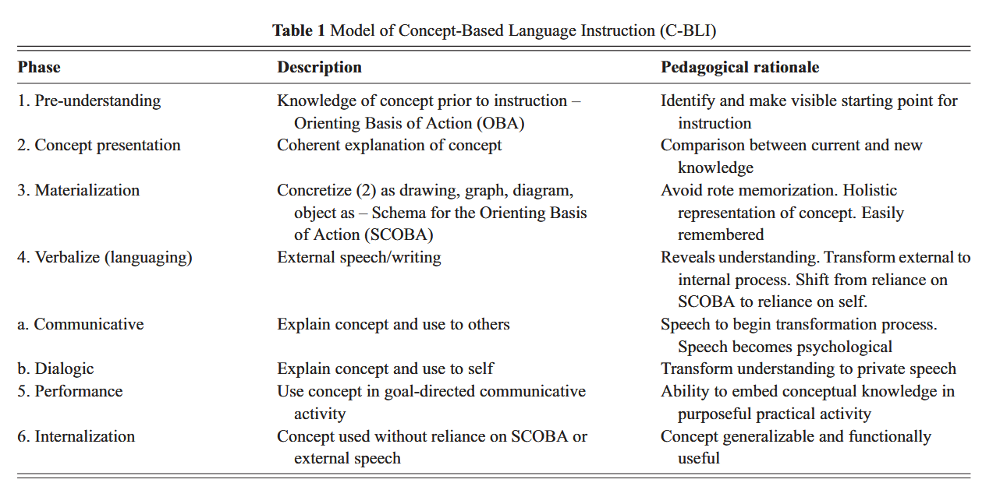 Table 1 Model of Concept-Based Language Instruction (C-BLI)
Phase Description Pedagogical rationale
1. Pre-understanding Knowledge of concept prior to instruction – Identify and make visible starting point for
Orienting Basis of Action (OBA) instruction
2. Concept presentation Coherent explanation of concept Comparison between current and new
knowledge
3. Materialization Concretize (2) as drawing, graph, diagram, Avoid rote memorization. Holistic
object as – Schema for the Orienting Basis representation of concept. Easily
of Action (SCOBA) remembered
4. Verbalize (languaging) External speech/writing Reveals understanding. Transform external to
internal process. Shift from reliance on
SCOBA to reliance on self.
a. Communicative Explain concept and use to others Speech to begin transformation process.
Speech becomes psychological
b. Dialogic Explain concept and use to self Transform understanding to private speech
5. Performance Use concept in goal-directed communicative Ability to embed conceptual knowledge in
activity purposeful practical activity
6. Internalization Concept used without reliance on SCOBA or Concept generalizable and functionally
external speech useful